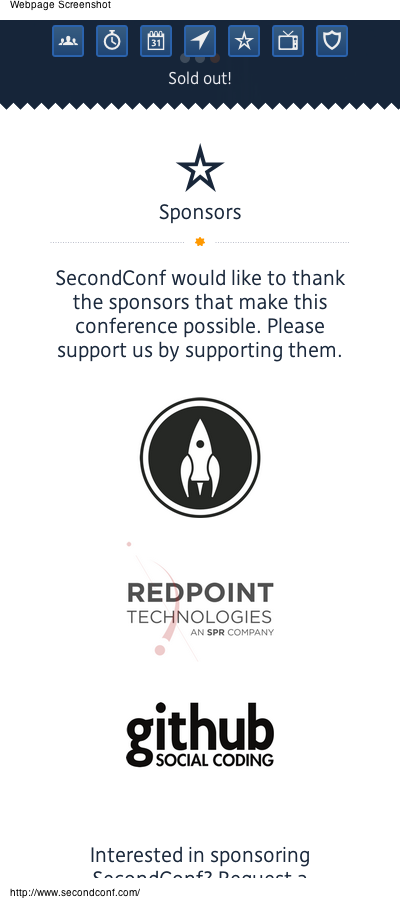 Webpage Screenshot
31
Sold out!
Sponsors
SecondConf would like to thank
the sponsors that make this
conference possible. Please
support us by supporting them.
REDPOINT
TECHNOLOGIES
AN SPR COMPANY
github
SOCIAL CODING
Interested in sponsoring
SecondConf? Request a
http://www.secondconf.com/